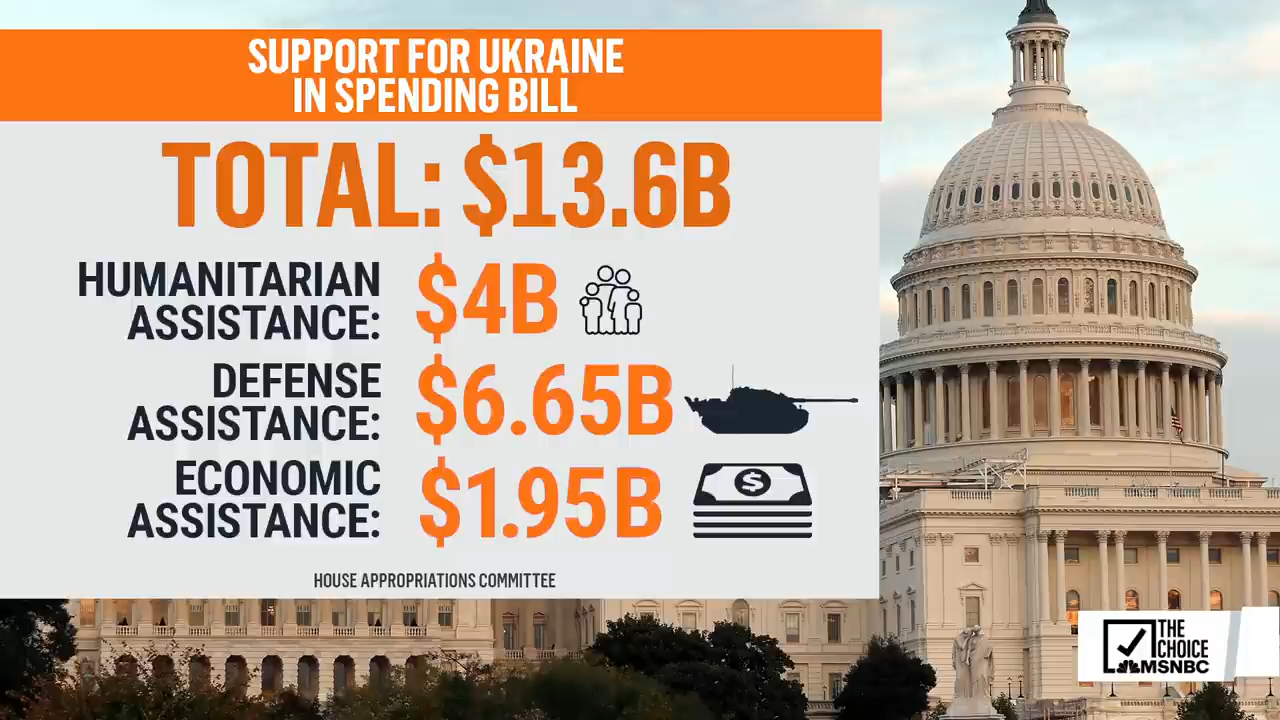 SUPPORT FOR UKRAINE
IN SPENDING BILL
TOTAL: $13.6B
HUMANITARIAN
ASSISTANCE:
$4B
DEFENSE
ASSISTANCE:
$6.65B
ECONOMIC
ASSISTANCE:
$1.95B
$
HOUSE APPROPRIATIONS COMMITTEE
THE
CHOICE
MSNBC